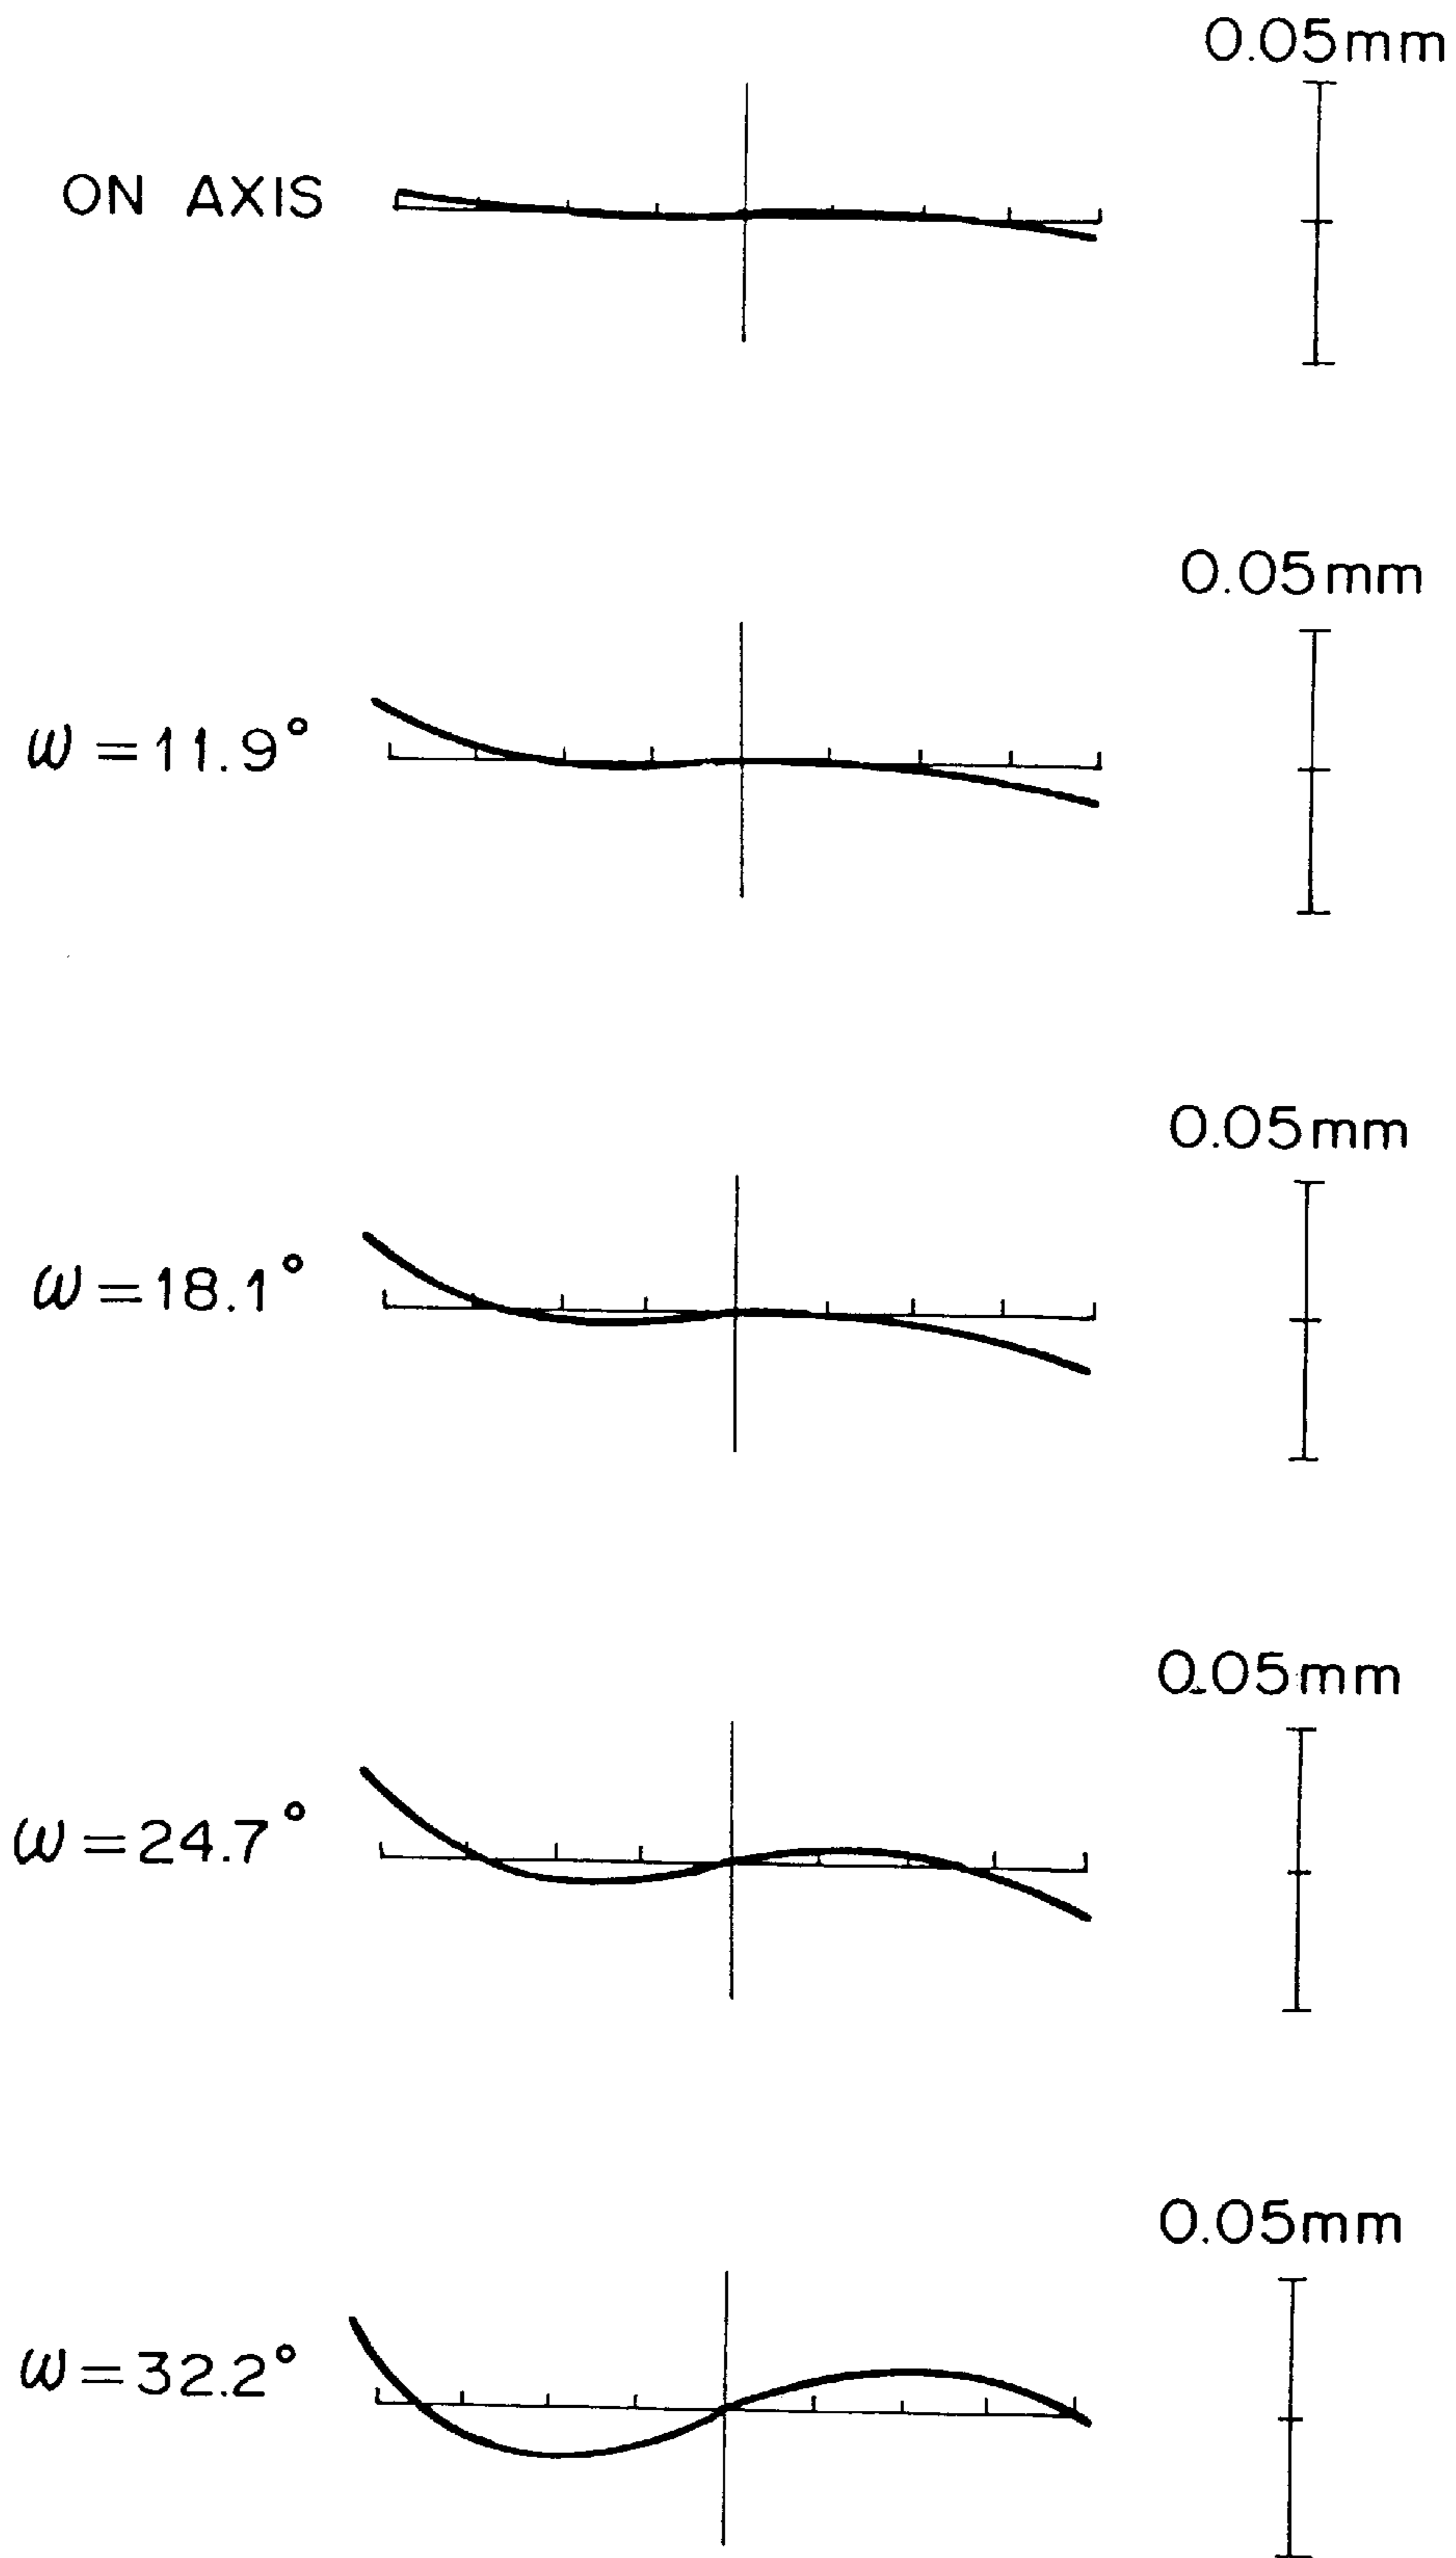 0.05mm
ON AXIS
0.05mm
ω = 11.9°
0.05mm
ω = 18.1°
0.05mm
ω = 24.7°
0.05mm
ω = 32.2°